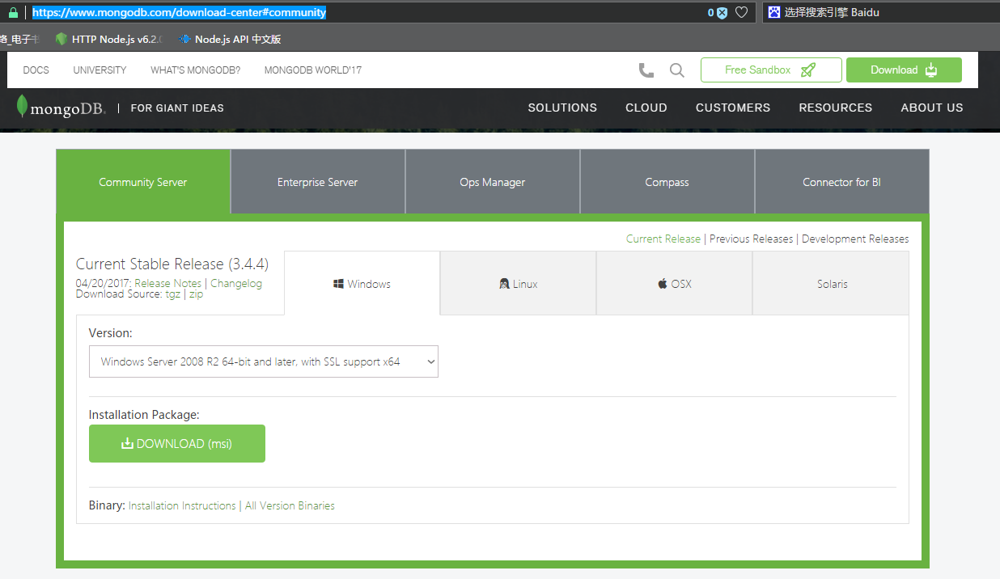 https://www.mongodb.com/download-center#community 0 选择搜索引擎 Baidu
络_电子书 HTTP Node.js v6.2.0 Node.js API 中文版
DOCS UNIVERSITY WHAT'S MONGODB? MONGODB WORLD'17 Free Sandbox Download
mongoDB. | FOR GIANT IDEAS SOLUTIONS CLOUD CUSTOMERS RESOURCES ABOUT US
Community Server Enterprise Server Ops Manager Compass Connector for BI
Current Release | Previous Releases | Development Releases
Current Stable Release (3.4.4)
04/20/2017: Release Notes | Changelog
Download Source: tgz | zip
Windows Linux OSX Solaris
Version:
Windows Server 2008 R2 64-bit and later, with SSL support x64
Installation Package:
DOWNLOAD (msi)
Binary: Installation Instructions | All Version Binaries